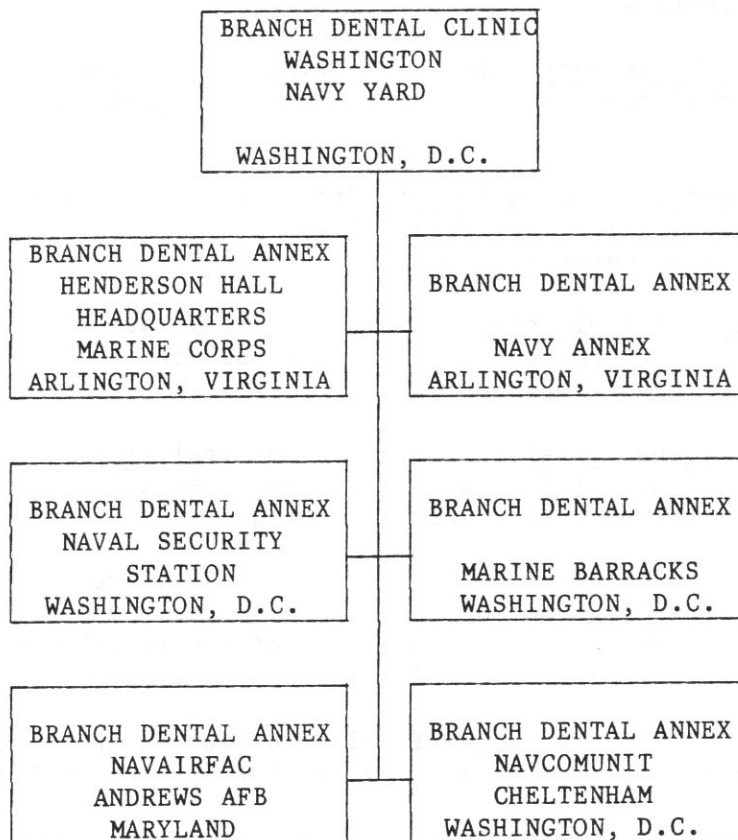 BRANCH DENTAL CLINIC
WASHINGTON
NAVY YARD
WASHINGTON, D.C.
BRANCH DENTAL ANNEX
HENDERSON HALL
HEADQUARTERS
MARINE CORPS
ARLINGTON, VIRGINIA
BRANCH DENTAL ANNEX
NAVY ANNEX
ARLINGTON, VIRGINIA
BRANCH DENTAL ANNEX
NAVAL SECURITY
STATION
WASHINGTON, D.C.
BRANCH DENTAL ANNEX
MARINE BARRACKS
WASHINGTON, D.C.
BRANCH DENTAL ANNEX
NAVAIRFAC
ANDREWS AFB
MARYLAND
BRANCH DENTAL ANNEX
NAVCOMUNIT
CHELTENHAM
WASHINGTON, D.C.